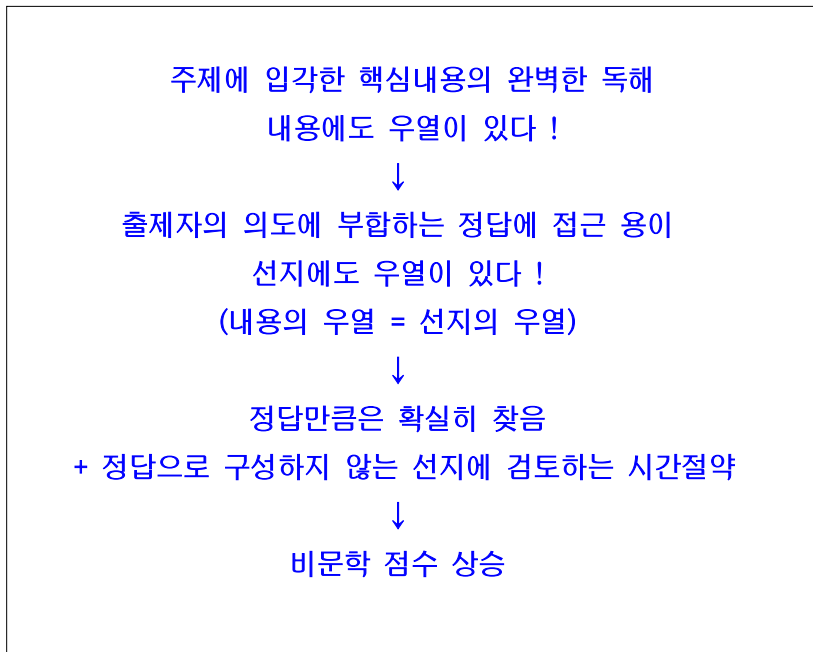 주제에 입각한 핵심내용의 완벽한 독해
내용에도 우열이 있다 !
↓
출제자의 의도에 부합하는 정답에 접근 용이
선지에도 우열이 있다 !
(내용의 우열 = 선지의 우열)
↓
정답만큼은 확실히 찾음
+ 정답으로 구성하지 않는 선지에 검토하는 시간절약
↓
비문학 점수 상승